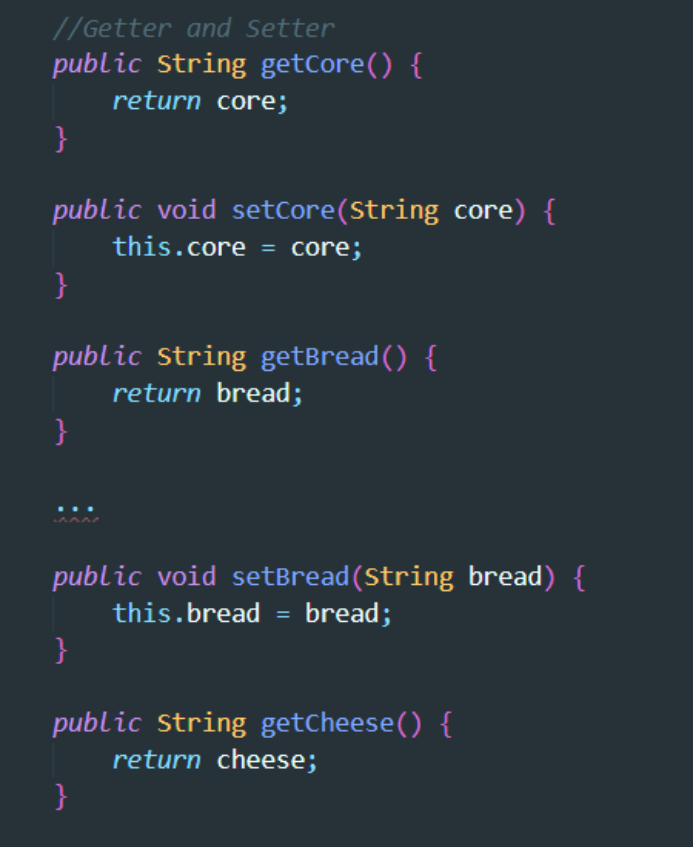 //Getter and Setter
public String getCore() {
return core;
}
public void setCore(String core) {
this.core = core;
}
public String getBread() {
return bread;
}
...
public void setBread(String bread) {
this.bread = bread;
}
public String getCheese() {
return cheese;
}